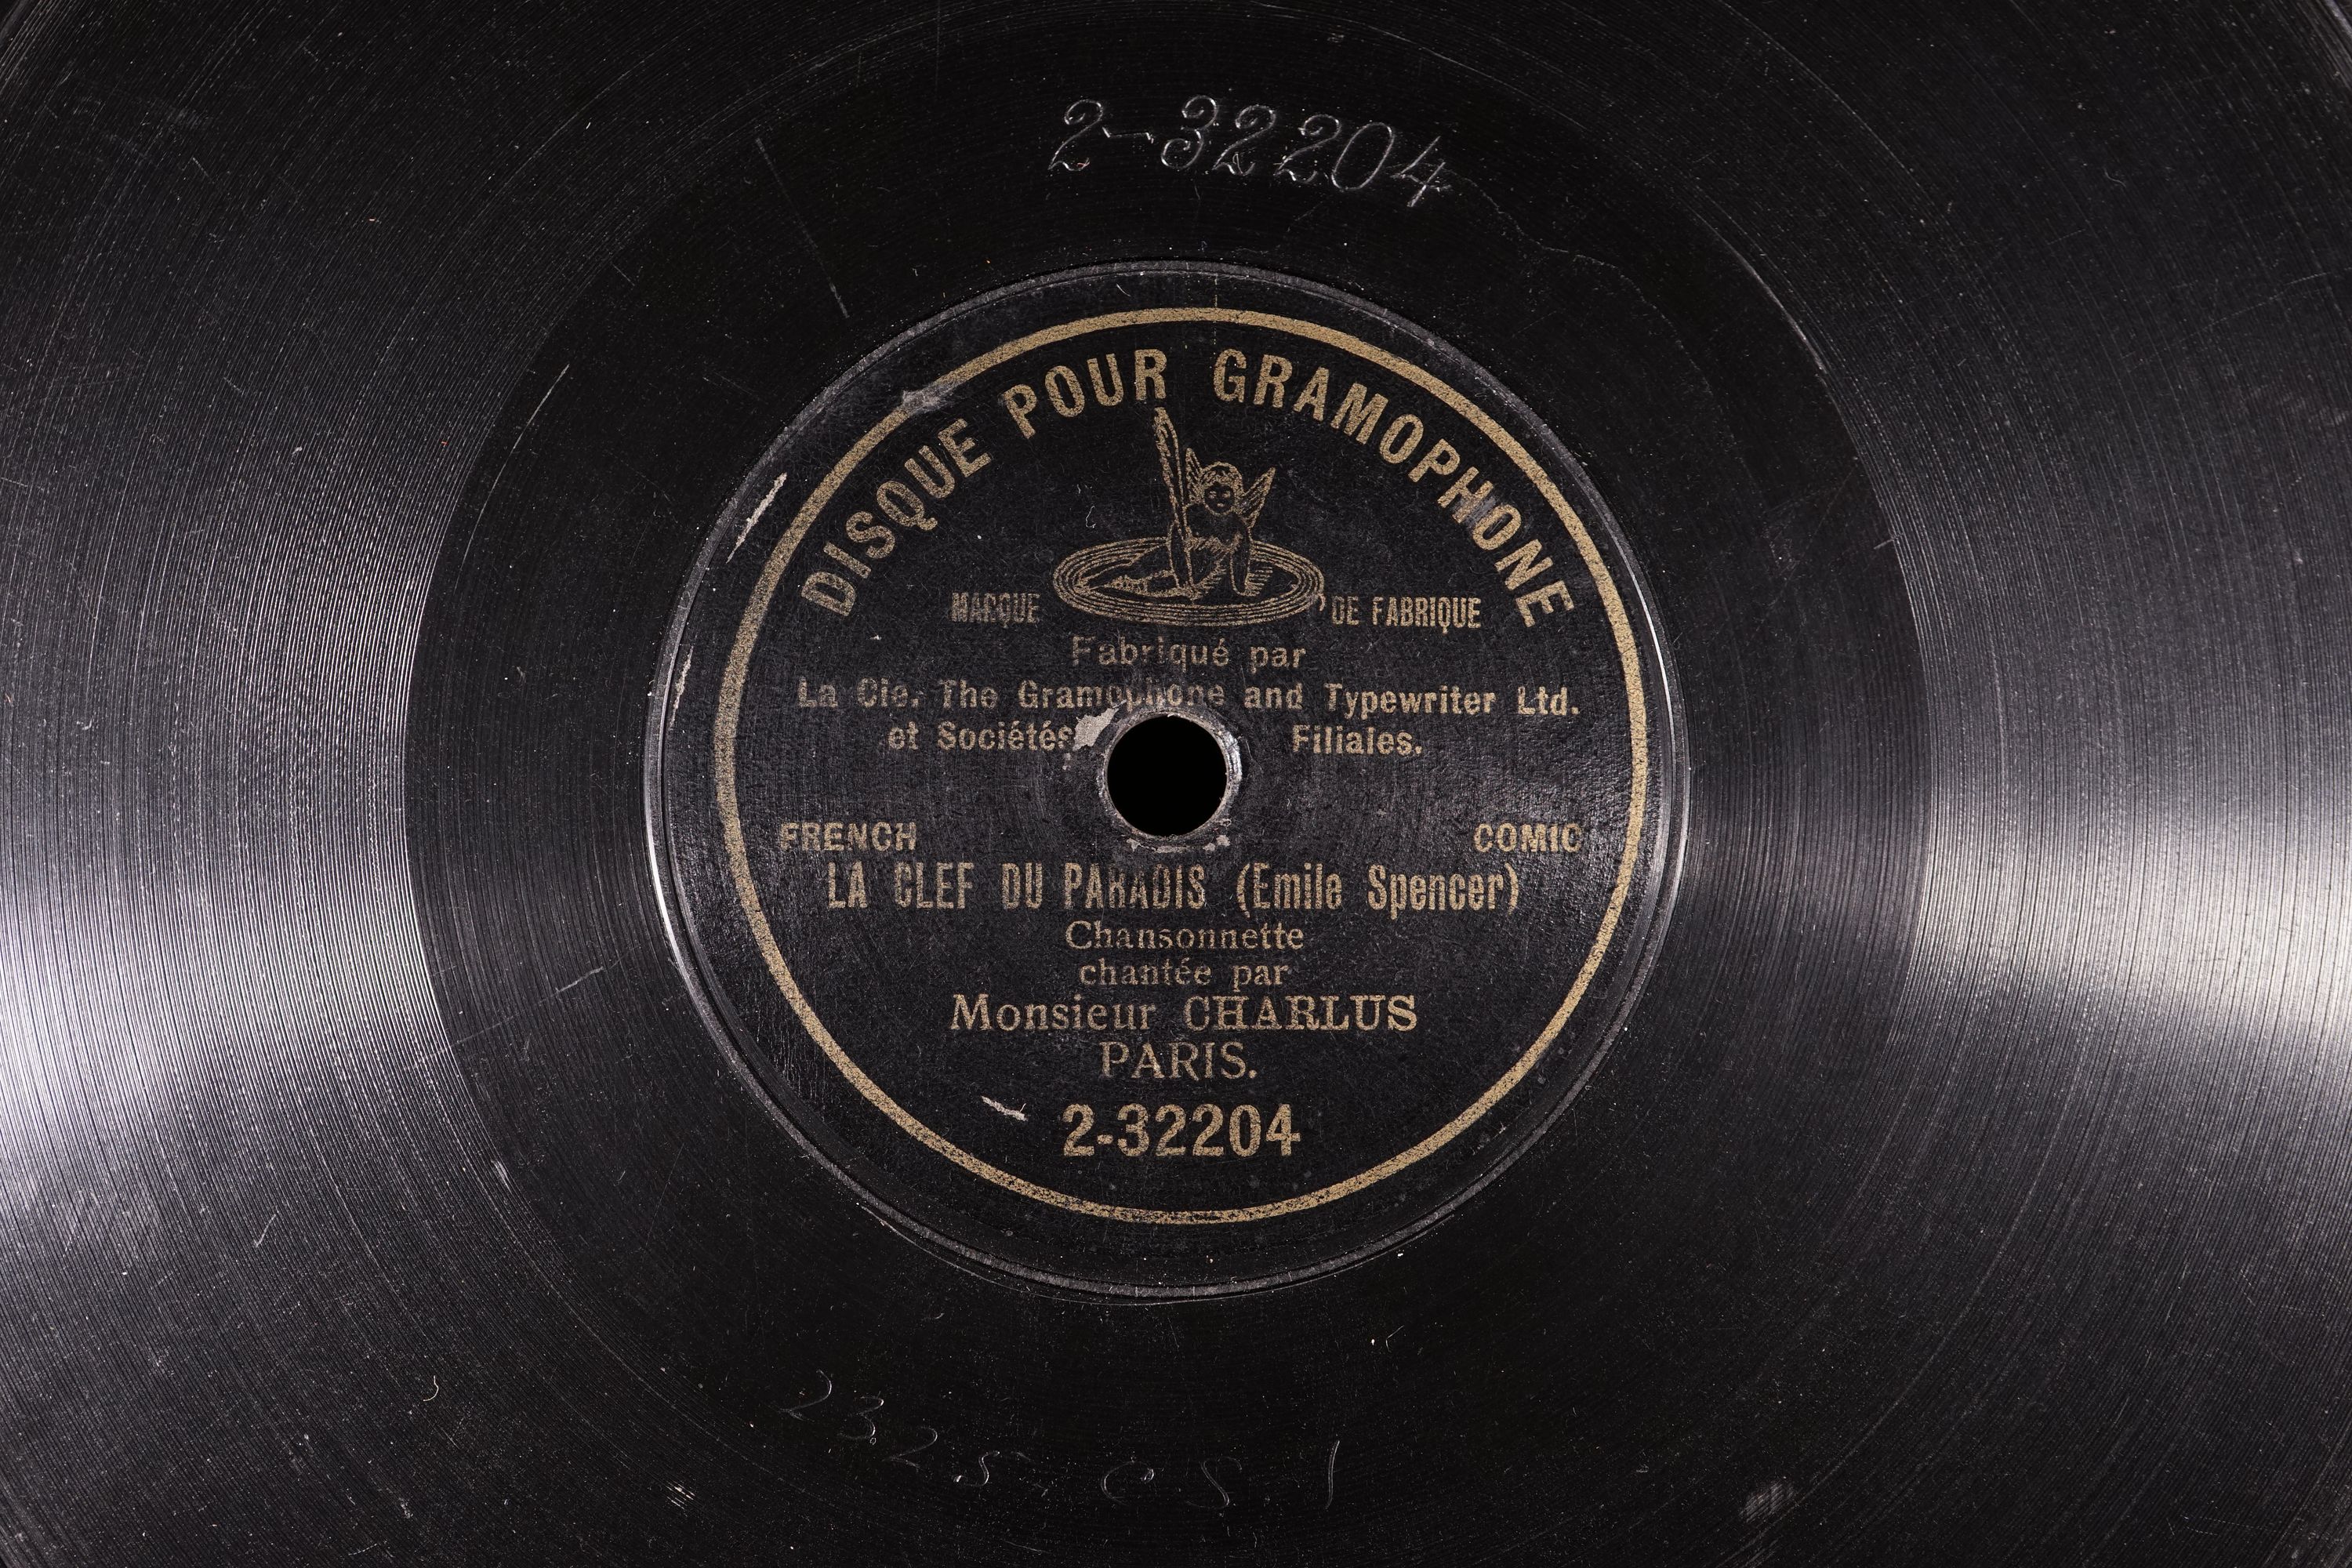 2-32204
DISQUE POUR GRAMOPHONE
MARQUE DE FABRIQUE
Fabriqué par
La Cie. The Gramophone and Typewriter Ltd.
et Sociétés Filiales.
FRENCH COMIC
LA CLEF DU PARADIS (Emile Spencer)
Chansonnette
chantée par
Monsieur CHARLUS
PARIS.
2-32204